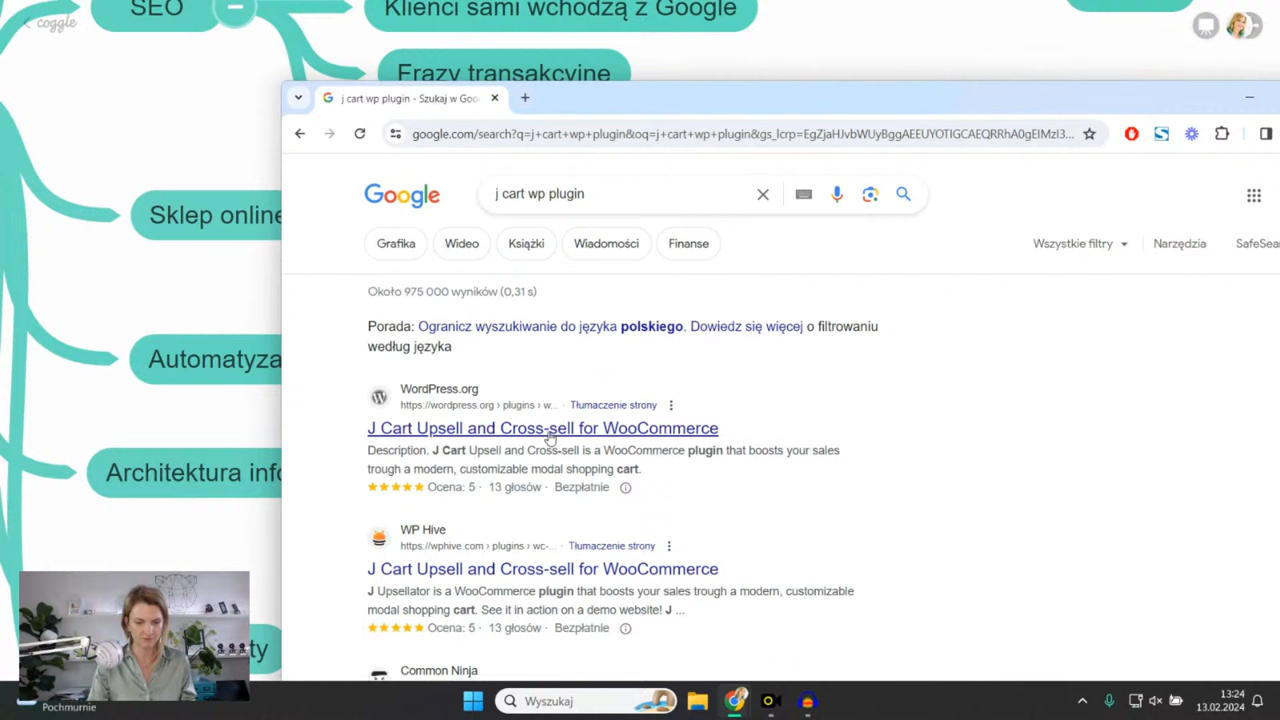 SEO
Klienci sami wchodzą z Google
coggle
Frazy transakcyjne
j cart wp plugin - Szukaj w Goo
google.com/search?q=j+cart+wp+plugin&oq=j+cart+wp+plugin&gs_lcrp=EgZjaHJvbWUyBggAEEUYOTIGCAEQRRhA0gEIMzI3...
Google
j cart wp plugin
Sklep online
Grafika
Wideo
Książki
Wiadomości
Finanse
Wszystkie filtry
Narzędzia
SafeSear
Około 975 000 wyników (0,31 s)
Porada: Ogranicz wyszukiwanie do języka polskiego. Dowiedz się więcej o filtrowaniu
według języka
Automatyza
WordPress.org
https://wordpress.org › plugins › w... Tłumaczenie strony
J Cart Upsell and Cross-sell for WooCommerce
Description. J Cart Upsell and Cross-sell is a WooCommerce plugin that boosts your sales
trough a modern, customizable modal shopping cart.
Ocena: 5 · 13 głosów · Bezpłatnie
Architektura info
WP Hive
https://wphive.com › plugins › wc-... Tłumaczenie strony
J Cart Upsell and Cross-sell for WooCommerce
J Upsellator is a WooCommerce plugin that boosts your sales trough a modern, customizable
modal shopping cart. See it in action on a demo website! J ...
Ocena: 5 · 13 głosów · Bezpłatnie
ty
Common Ninja
Pochmurnie
Wyszukaj
13:24
13.02.2024